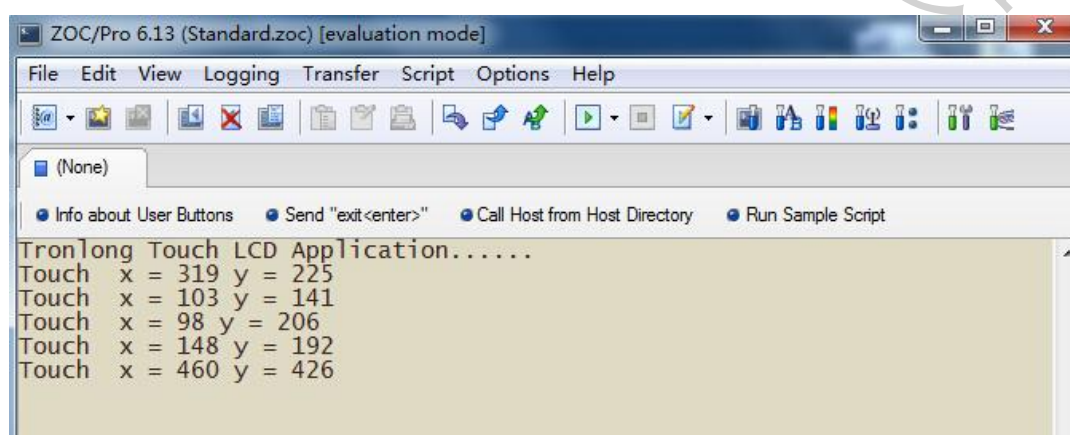 ZOC/Pro 6.13 (Standard.zoc) [evaluation mode]
File Edit View Logging Transfer Script Options Help
(None)
Info about User Buttons Send "exit<enter>" Call Host from Host Directory Run Sample Script
Tronlong Touch LCD Application......
Touch  x = 319 y = 225
Touch  x = 103 y = 141
Touch  x = 98 y = 206
Touch  x = 148 y = 192
Touch  x = 460 y = 426